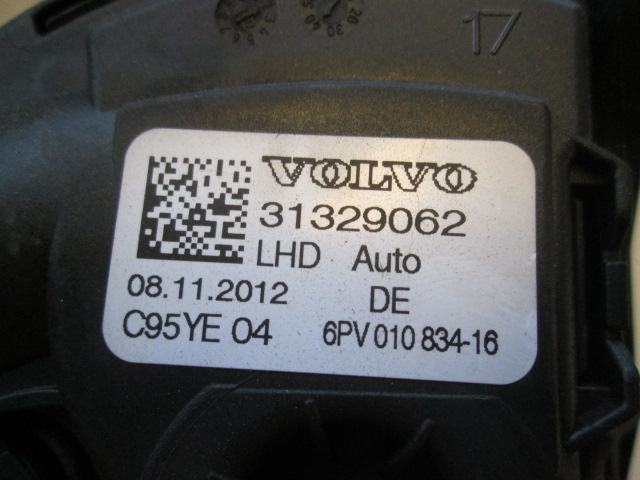 17
VOLVO
31329062
LHD Auto
08.11.2012 DE
C95YE 04 6PV 010 834-16